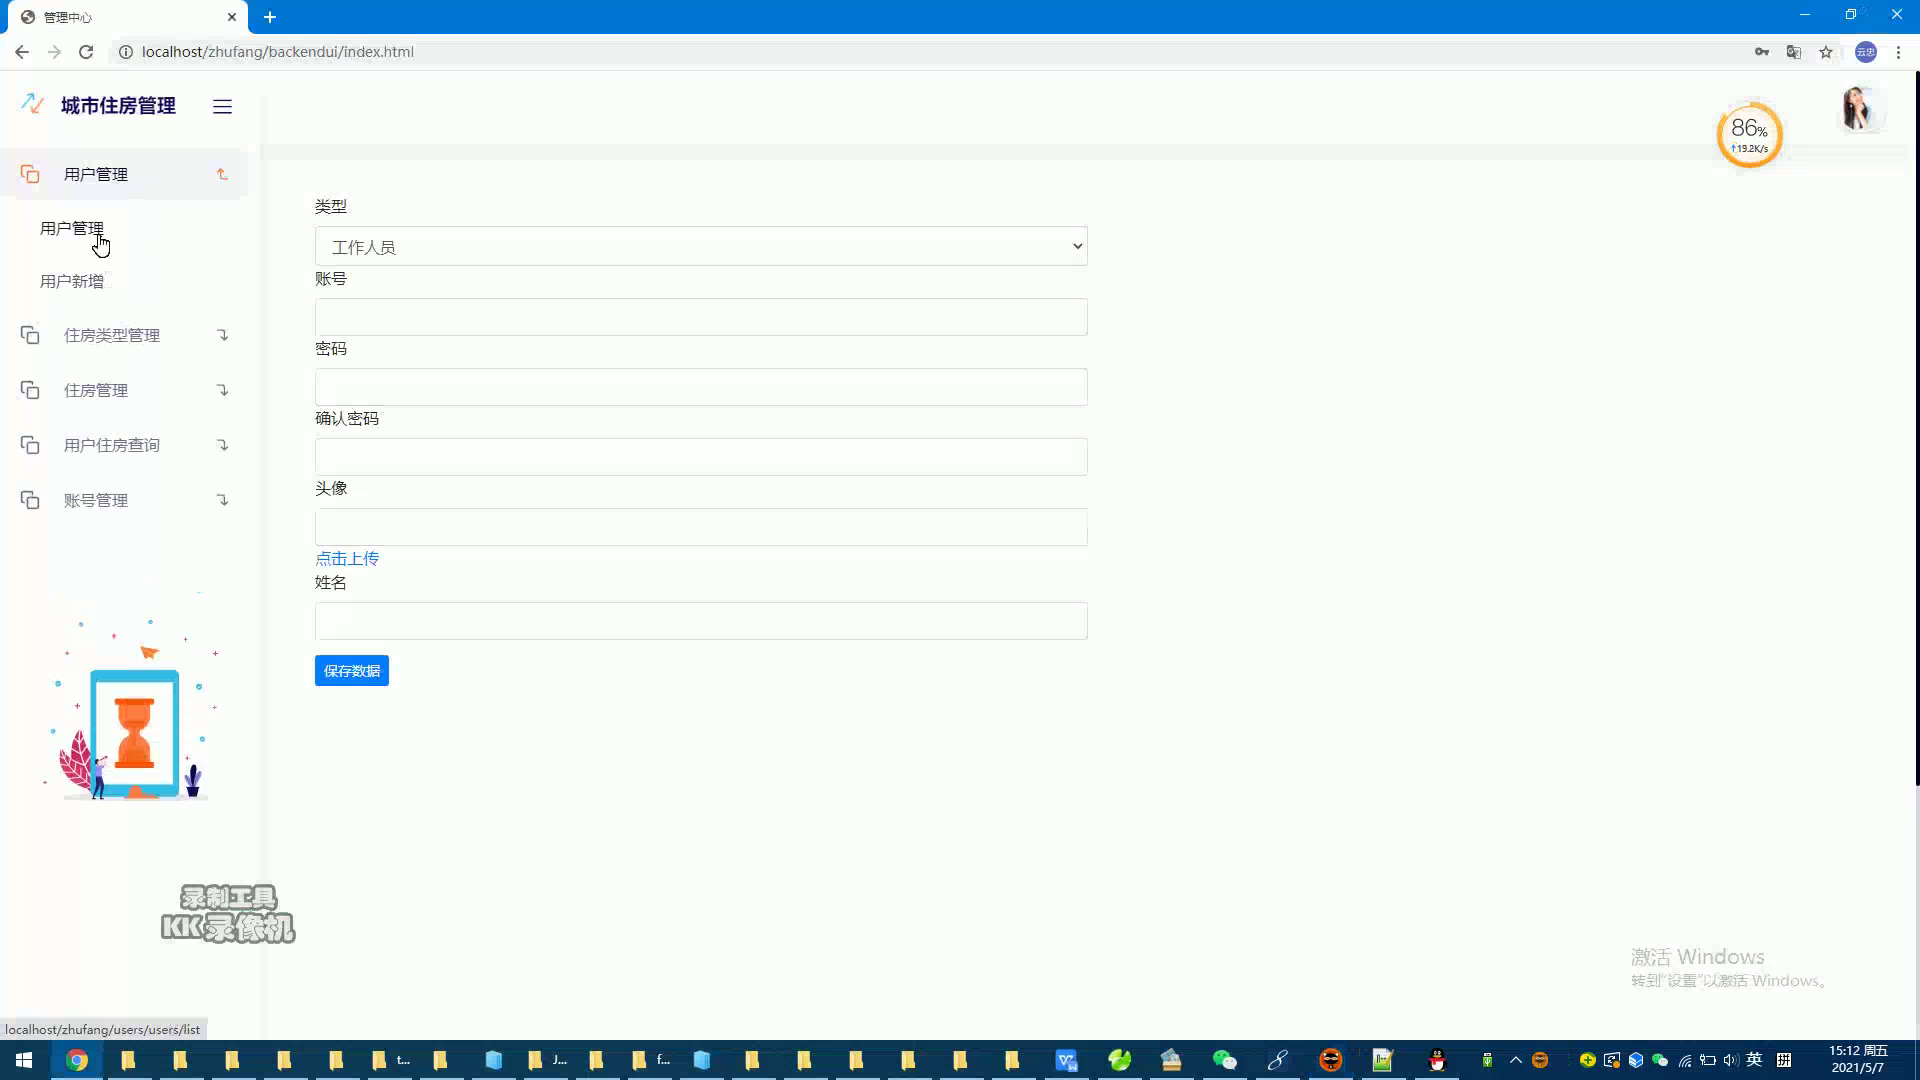 管理中心
localhost/zhufang/backendui/index.html
云忠
城市住房管理
86%
↑19.2K/s
用户管理
用户管理
用户新增
住房类型管理
住房管理
用户住房查询
账号管理
类型
工作人员
账号
密码
确认密码
头像
点击上传
姓名
保存数据
录制工具
KK录像机
激活 Windows
转到“设置”以激活 Windows。
localhost/zhufang/users/users/list
t...
J...
f...
英
拼
15:12 周五
2021/5/7